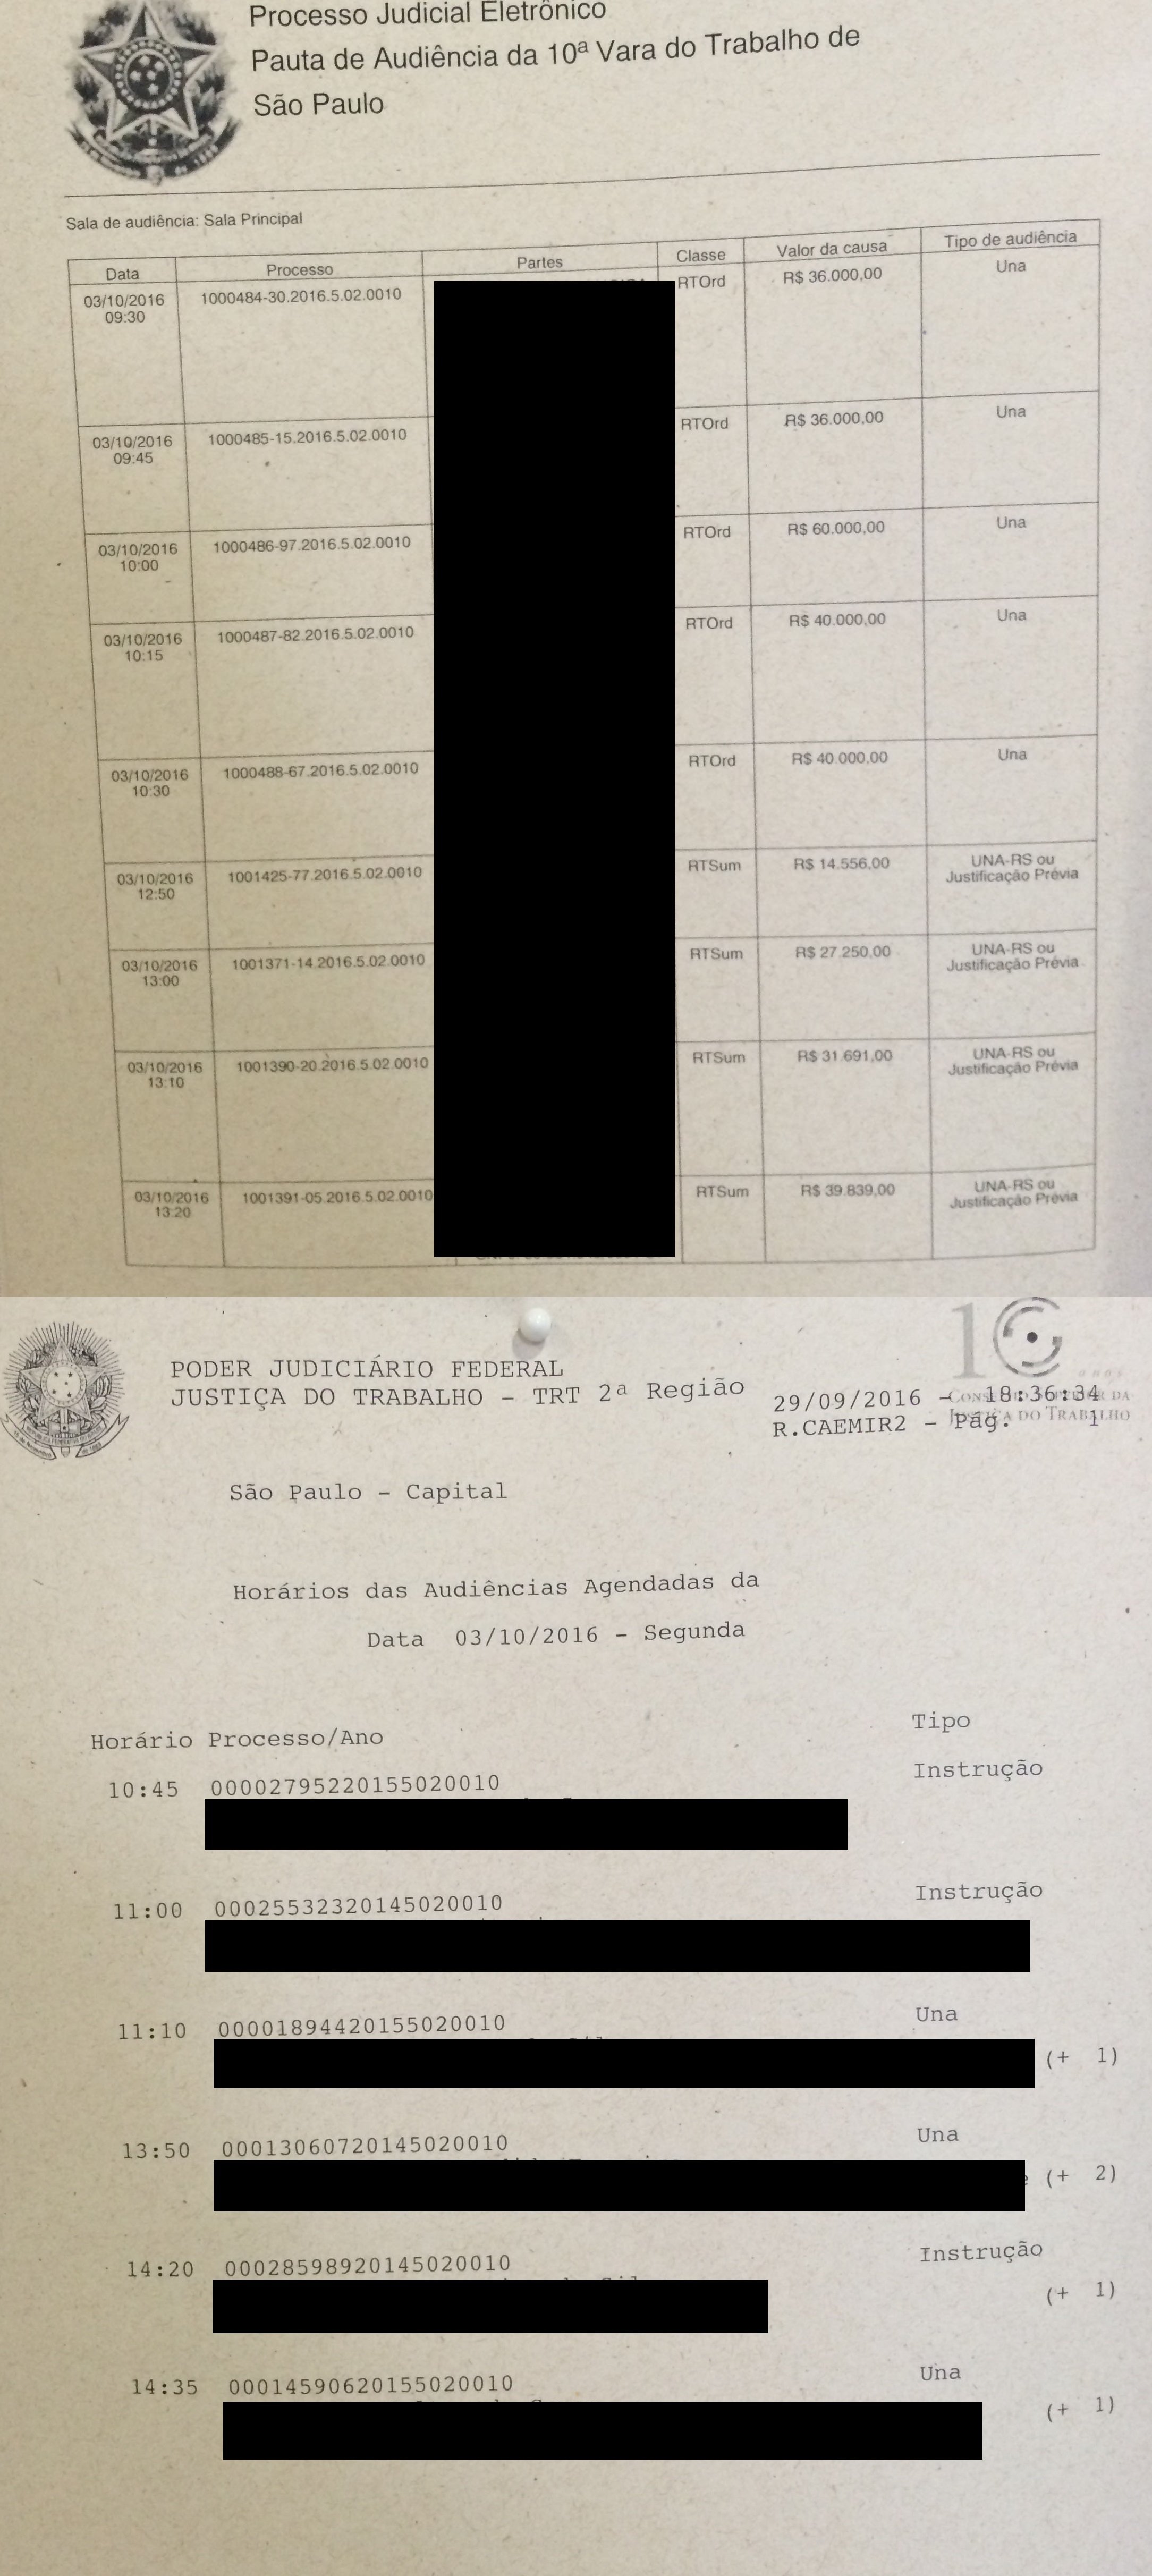 Processo Judicial Eletrônico
Pauta de Audiência da 10ª Vara do Trabalho de
São Paulo
Sala de audiência: Sala Principal
Data Processo Partes Classe Valor da causa Tipo de audiência
03/10/2016 1000484-30.2016.5.02.0010 RTOrd R$ 36.000,00 Una
09:30
03/10/2016 1000485-15.2016.5.02.0010 RTOrd R$ 36.000,00 Una
09:45
03/10/2016 1000486-97.2016.5.02.0010 RTOrd R$ 60.000,00 Una
10:00
03/10/2016 1000487-82.2016.5.02.0010 RTOrd R$ 40.000,00 Una
10:15
03/10/2016 1000488-67.2016.5.02.0010 RTOrd R$ 40.000,00 Una
10:30
03/10/2016 1001425-77.2016.5.02.0010 RTSum R$ 14.556,00 UNA-RS ou
12:50 Justificação Prévia
03/10/2016 1001371-14.2016.5.02.0010 RTSum R$ 27.250,00 UNA-RS ou
13:00 Justificação Prévia
03/10/2016 1001390-20.2016.5.02.0010 RTSum R$ 31.691,00 UNA-RS ou
13:10 Justificação Prévia
03/10/2016 1001391-05.2016.5.02.0010 RTSum R$ 39.839,00 UNA-RS ou
13:20 Justificação Prévia
PODER JUDICIÁRIO FEDERAL
JUSTIÇA DO TRABALHO - TRT 2ª Região
29/09/2016 - 18:36:34
R.CAEMIR2 - Pág. 1
São Paulo - Capital
Horários das Audiências Agendadas da
Data 03/10/2016 - Segunda
Horário Processo/Ano Tipo
10:45 00002795220155020010 Instrução
11:00 00025532320145020010 Instrução
11:10 00001894420155020010 Una
(+ 1)
13:50 00013060720145020010 Una
(+ 2)
14:20 00028598920145020010 Instrução
(+ 1)
14:35 00014590620155020010 Una
(+ 1)